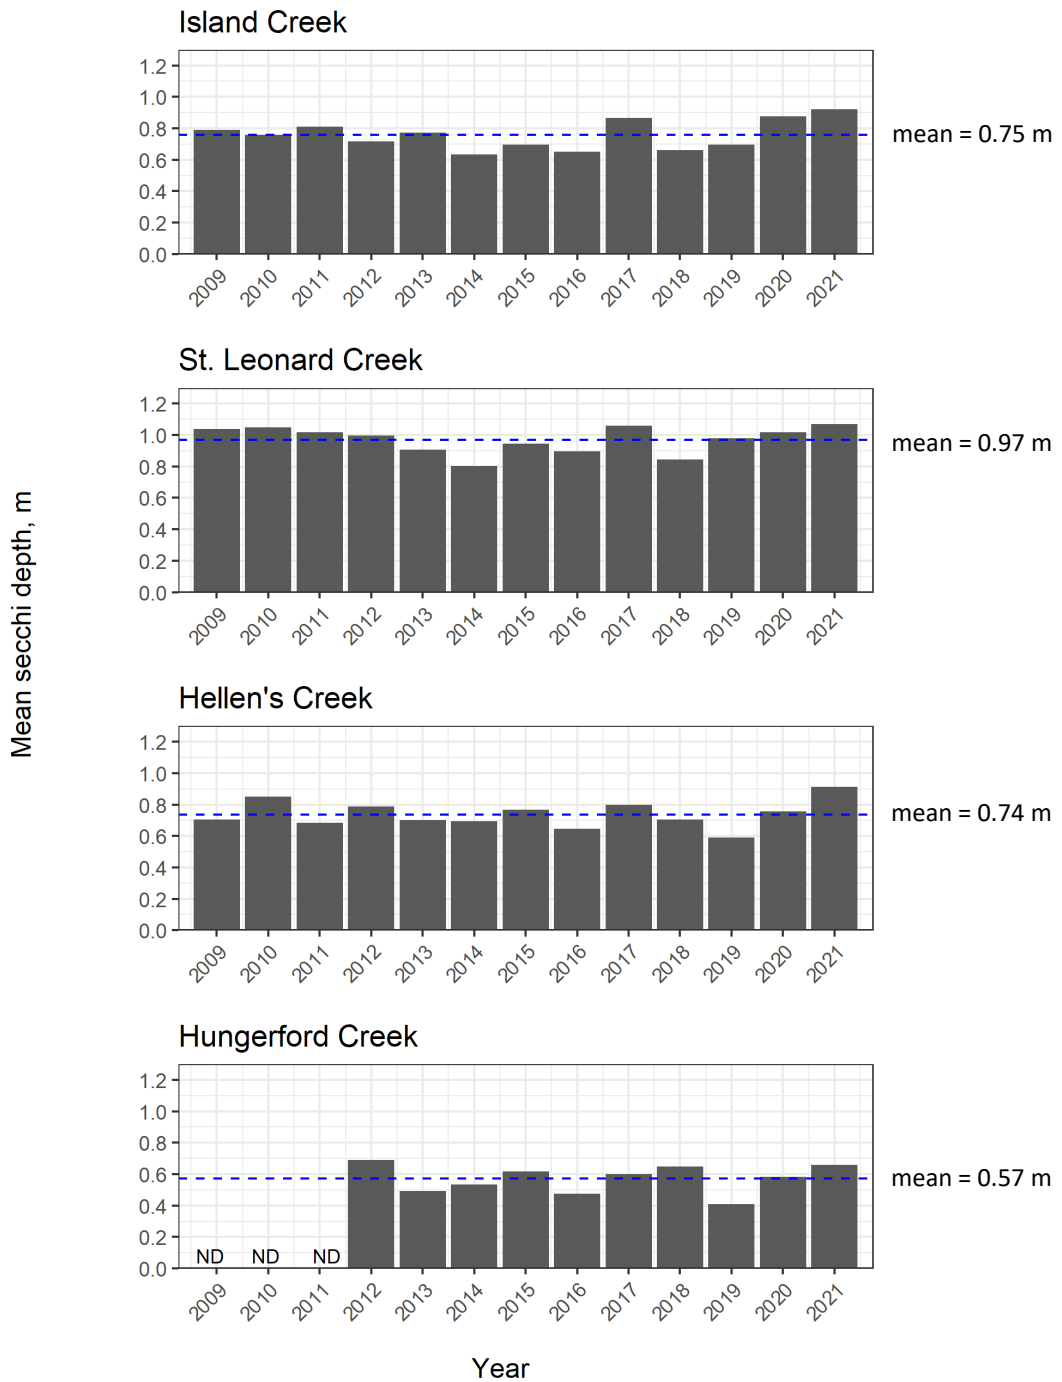 Island Creek
1.2
1.0
0.8
0.6
0.4
0.2
0.0
mean = 0.75 m
2009 2010 2011 2012 2013 2014 2015 2016 2017 2018 2019 2020 2021
St. Leonard Creek
1.2
1.0
0.8
0.6
0.4
0.2
0.0
mean = 0.97 m
2009 2010 2011 2012 2013 2014 2015 2016 2017 2018 2019 2020 2021
Mean secchi depth, m
Hellen's Creek
1.2
1.0
0.8
0.6
0.4
0.2
0.0
mean = 0.74 m
2009 2010 2011 2012 2013 2014 2015 2016 2017 2018 2019 2020 2021
Hungerford Creek
1.2
1.0
0.8
0.6
0.4
0.2
0.0
mean = 0.57 m
ND ND ND
2009 2010 2011 2012 2013 2014 2015 2016 2017 2018 2019 2020 2021
Year